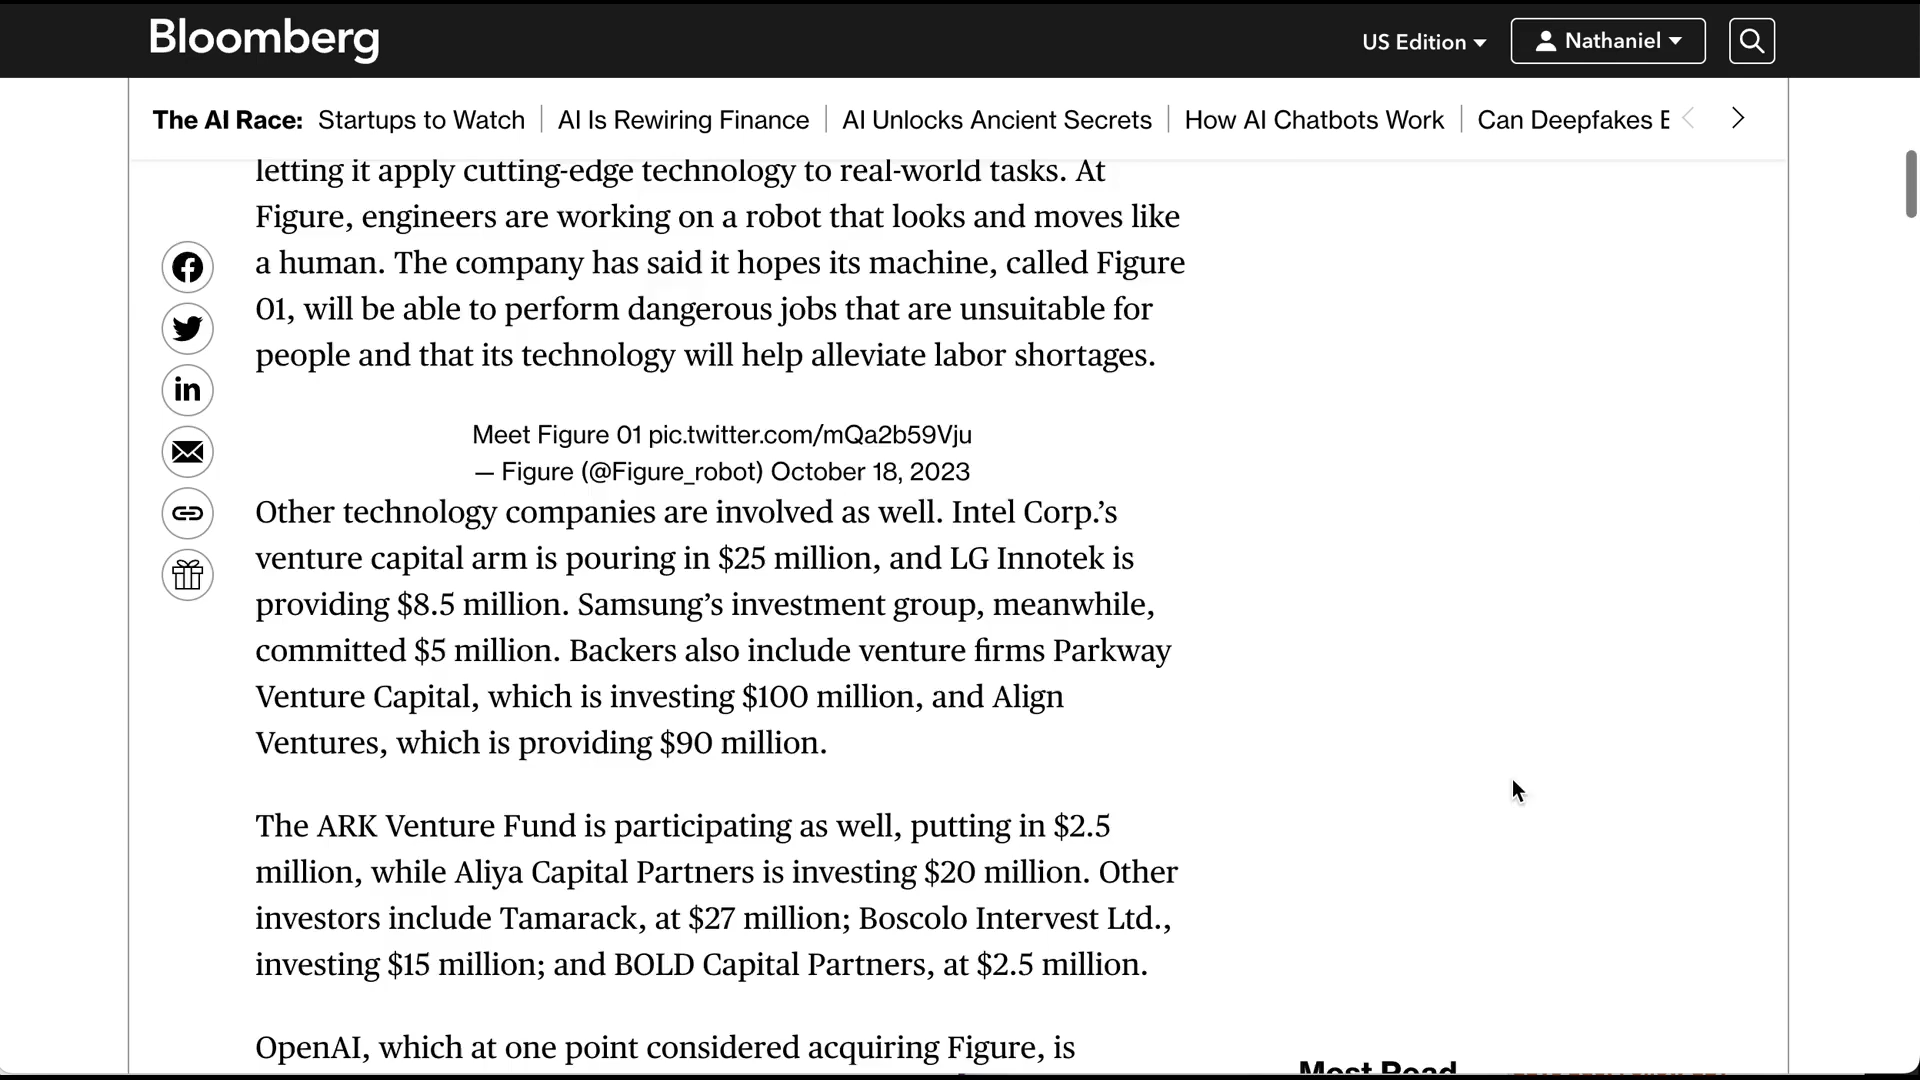 Bloomberg
US Edition
Nathaniel
The AI Race: Startups to Watch AI Is Rewiring Finance AI Unlocks Ancient Secrets How AI Chatbots Work Can Deepfakes
letting it apply cutting-edge technology to real-world tasks. At
Figure, engineers are working on a robot that looks and moves like
a human. The company has said it hopes its machine, called Figure
01, will be able to perform dangerous jobs that are unsuitable for
people and that its technology will help alleviate labor shortages.
Meet Figure 01 pic.twitter.com/mQa2b59Vju
— Figure (@Figure_robot) October 18, 2023
Other technology companies are involved as well. Intel Corp.’s
venture capital arm is pouring in $25 million, and LG Innotek is
providing $8.5 million. Samsung’s investment group, meanwhile,
committed $5 million. Backers also include venture firms Parkway
Venture Capital, which is investing $100 million, and Align
Ventures, which is providing $90 million.
The ARK Venture Fund is participating as well, putting in $2.5
million, while Aliya Capital Partners is investing $20 million. Other
investors include Tamarack, at $27 million; Boscolo Intervest Ltd.,
investing $15 million; and BOLD Capital Partners, at $2.5 million.
OpenAI, which at one point considered acquiring Figure, is
Most Read